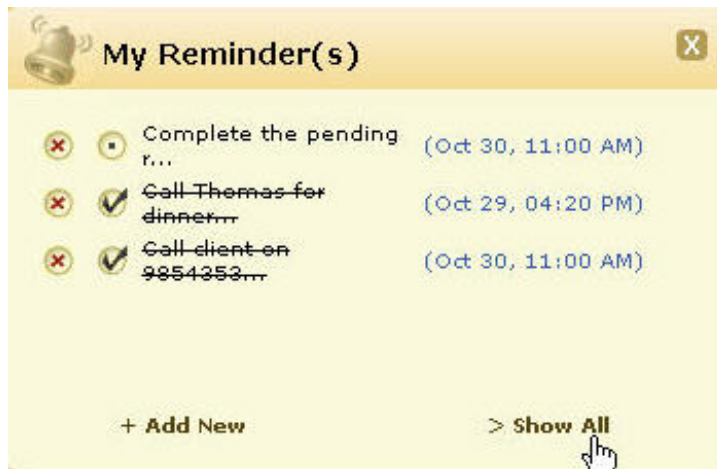 My Reminder(s)
X
Complete the pending
r...
(Oct 30, 11:00 AM)
Call Thomas for
dinner...
(Oct 29, 04:20 PM)
Call client on
9854353...
(Oct 30, 11:00 AM)
+ Add New
> Show All